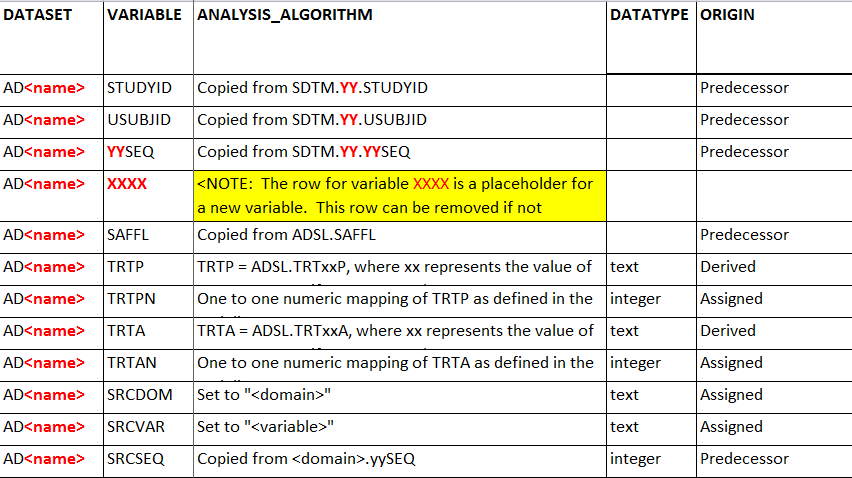 DATASET VARIABLE ANALYSIS_ALGORITHM DATATYPE ORIGIN
AD<name> STUDYID Copied from SDTM.YY.STUDYID Predecessor
AD<name> USUBJID Copied from SDTM.YY.USUBJID Predecessor
AD<name> YYSEQ Copied from SDTM.YY.YYSEQ Predecessor
AD<name> XXXX <NOTE:  The row for variable XXXX is a placeholder for
a new variable.  This row can be removed if not
AD<name> SAFFL Copied from ADSL.SAFFL Predecessor
AD<name> TRTP TRTP = ADSL.TRTxxP, where xx represents the value of text Derived
AD<name> TRTPN One to one numeric mapping of TRTP as defined in the integer Assigned
AD<name> TRTA TRTA = ADSL.TRTxxA, where xx represents the value of text Derived
AD<name> TRTAN One to one numeric mapping of TRTA as defined in the integer Assigned
AD<name> SRCDOM Set to "<domain>" text Assigned
AD<name> SRCVAR Set to "<variable>" text Assigned
AD<name> SRCSEQ Copied from <domain>.yySEQ integer Predecessor